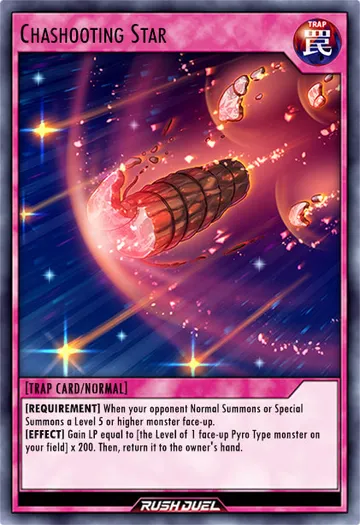 Chashooting Star
TRAP
罠
[TRAP CARD/NORMAL]
[REQUIREMENT] When your opponent Normal Summons or Special
Summons a Level 5 or higher monster face-up.
[EFFECT] Gain LP equal to [the Level of 1 face-up Pyro Type monster on
your field] x 200. Then, return it to the owner's hand.
RUSH DUEL